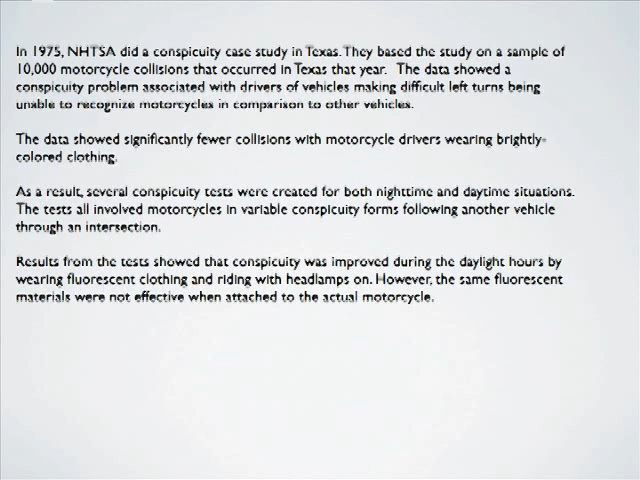 In 1975, NHTSA did a conspicuity case study in Texas. They based the study on a sample of
10,000 motorcycle collisions that occurred in Texas that year.  The data showed a
conspicuity problem associated with drivers of vehicles making difficult left turns being
unable to recognize motorcycles in comparison to other vehicles.
The data showed significantly fewer collisions with motorcycle drivers wearing brightly-
colored clothing.
As a result, several conspicuity tests were created for both nighttime and daytime situations.
The tests all involved motorcycles in variable conspicuity forms following another vehicle
through an intersection.
Results from the tests showed that conspicuity was improved during the daylight hours by
wearing fluorescent clothing and riding with headlamps on. However, the same fluorescent
materials were not effective when attached to the actual motorcycle.